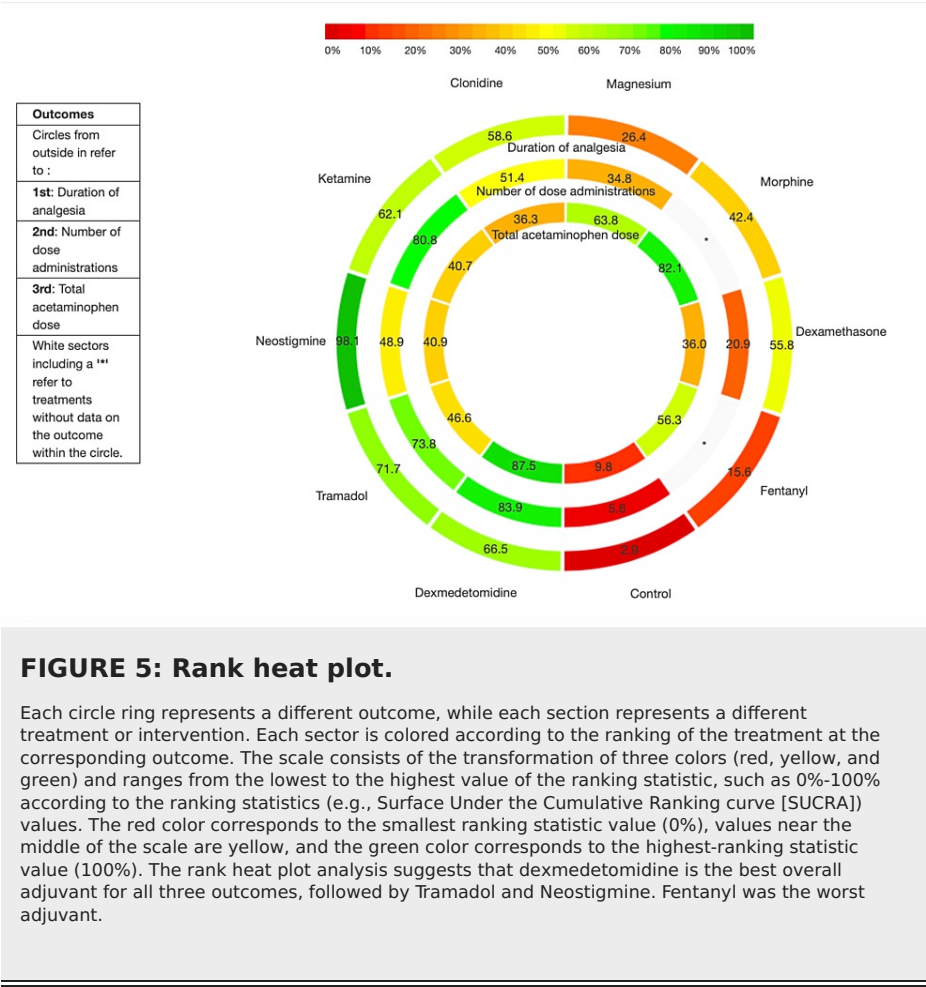 0% 10% 20% 30% 40% 50% 60% 70% 80% 90% 100%
Clonidine Magnesium
Outcomes
Circles from
outside in refer
to :
1st: Duration of
analgesia
2nd: Number of
dose
administrations
3rd: Total
acetaminophen
dose
White sectors
including a '*'
refer to
treatments
without data on
the outcome
within the circle.
58.6 26.4
Duration of analgesia
51.4 34.8
Number of dose administrations
36.3 63.8
Total acetaminophen dose
Ketamine Morphine
62.1 80.8 40.7 82.1 * 42.4
Neosti​gmine 98.1 48.9 40.9 36.0 20.9 55.8 Dexamethasone
46.6 56.3
71.7 73.8 87.5 9.8 * 15.6
Tramadol Fentanyl
83.9 5.6
66.5 2.9
Dexmedetomidine Control
FIGURE 5: Rank heat plot.
Each circle ring represents a different outcome, while each section represents a different
treatment or intervention. Each sector is colored according to the ranking of the treatment at the
corresponding outcome. The scale consists of the transformation of three colors (red, yellow, and
green) and ranges from the lowest to the highest value of the ranking statistic, such as 0%-100%
according to the ranking statistics (e.g., Surface Under the Cumulative Ranking curve [SUCRA])
values. The red color corresponds to the smallest ranking statistic value (0%), values near the
middle of the scale are yellow, and the green color corresponds to the highest-ranking statistic
value (100%). The rank heat plot analysis suggests that dexmedetomidine is the best overall
adjuvant for all three outcomes, followed by Tramadol and Neostigmine. Fentanyl was the worst
adjuvant.